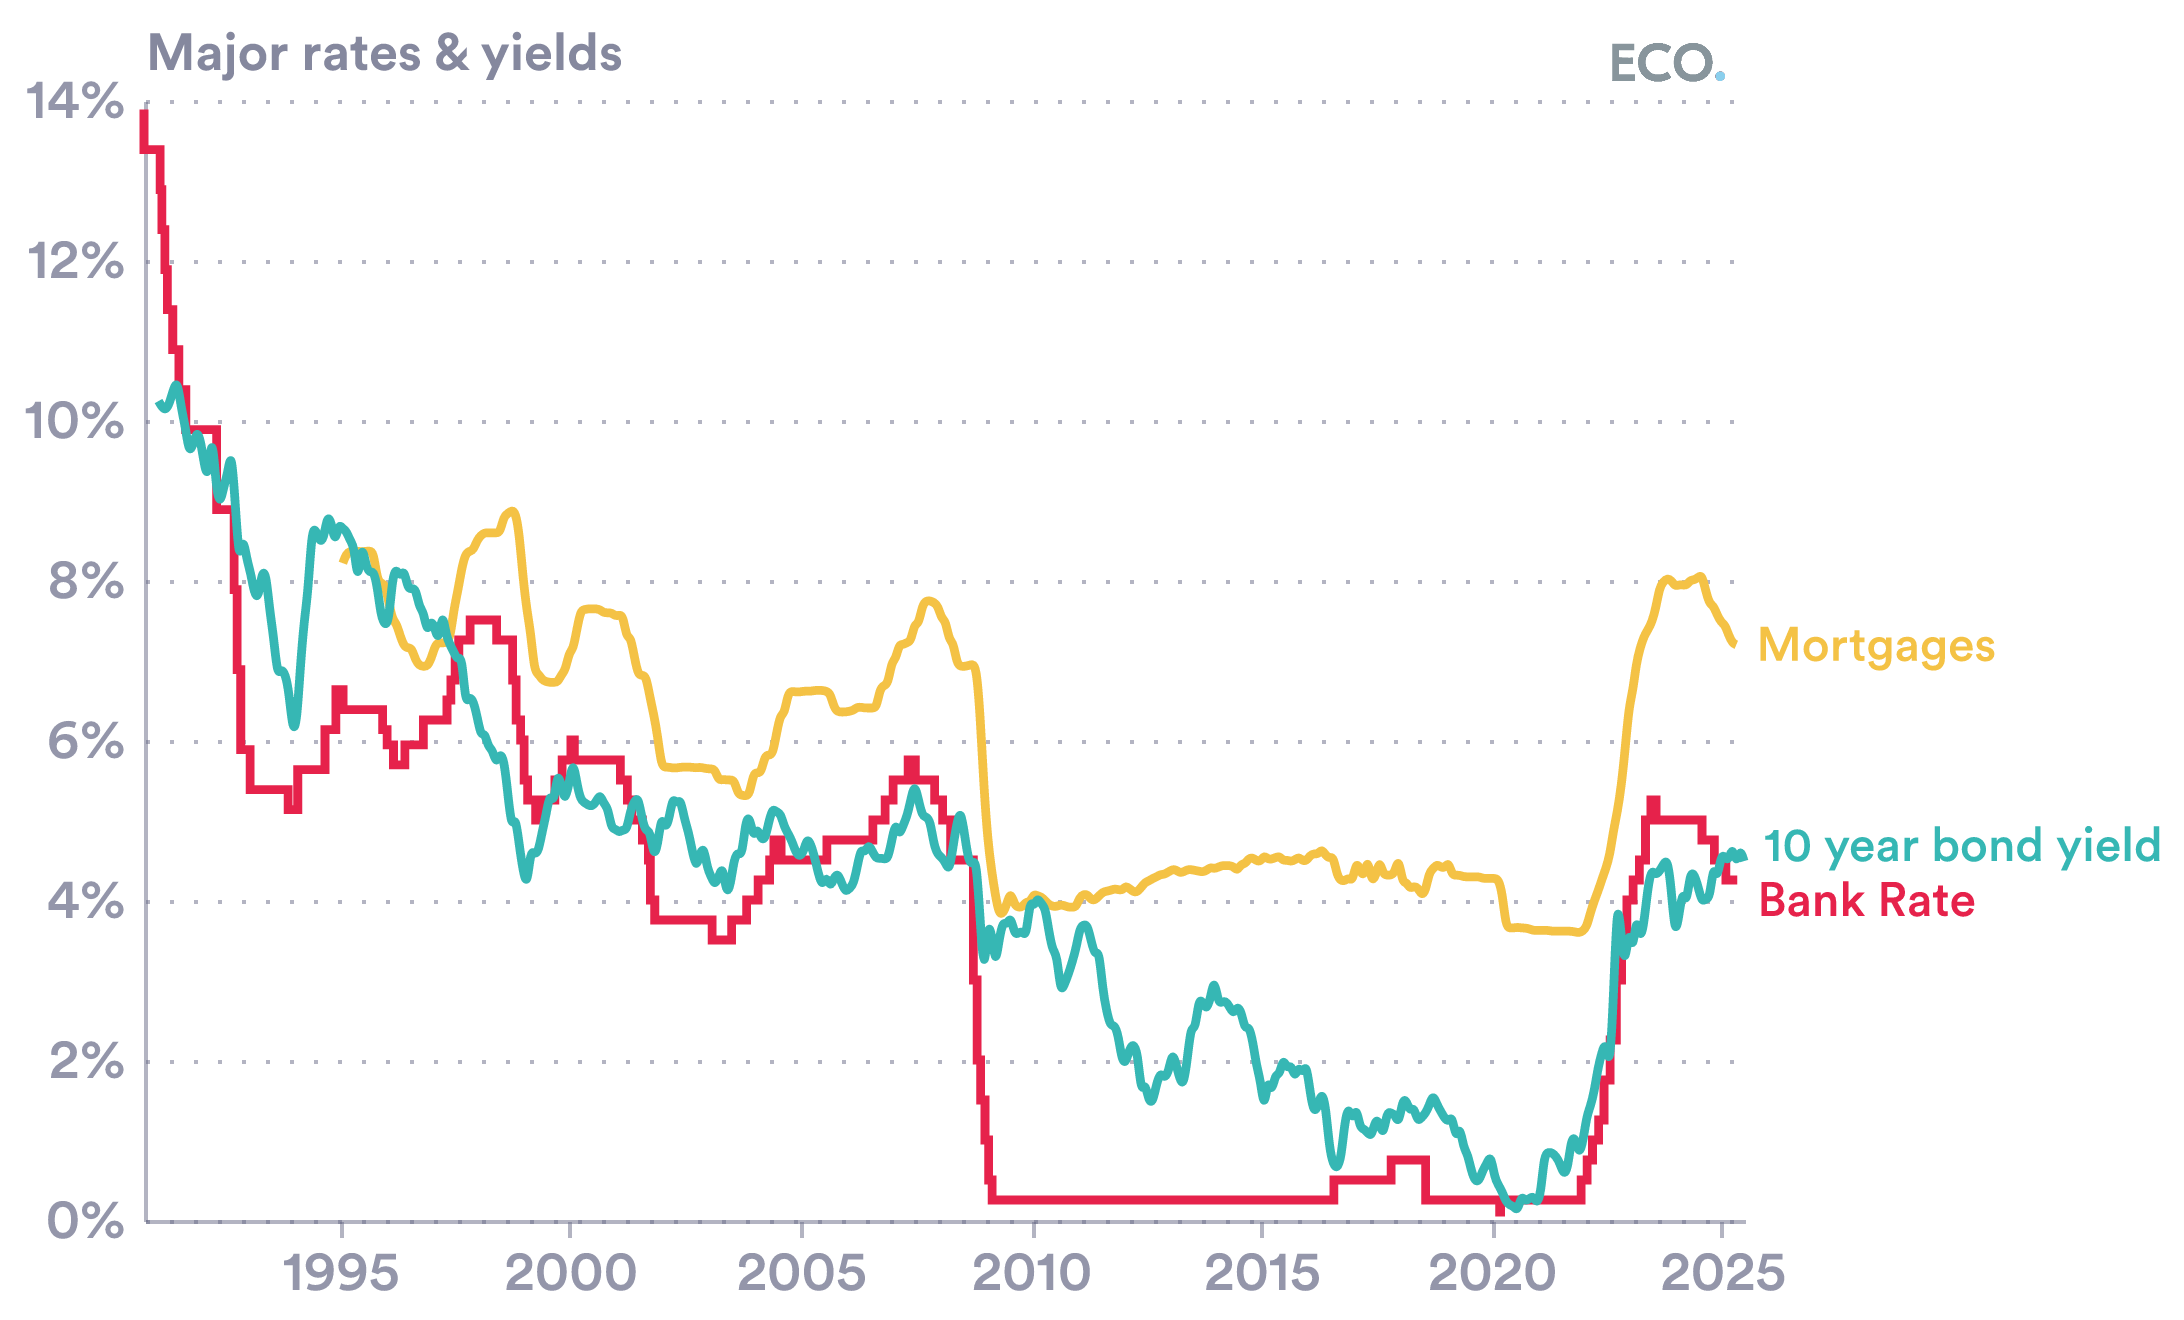 Major rates & yields
ECO.
14%
12%
10%
8%
6%
4%
2%
0%
Mortgages
10 year bond yield
Bank Rate
1995 2000 2005 2010 2015 2020 2025